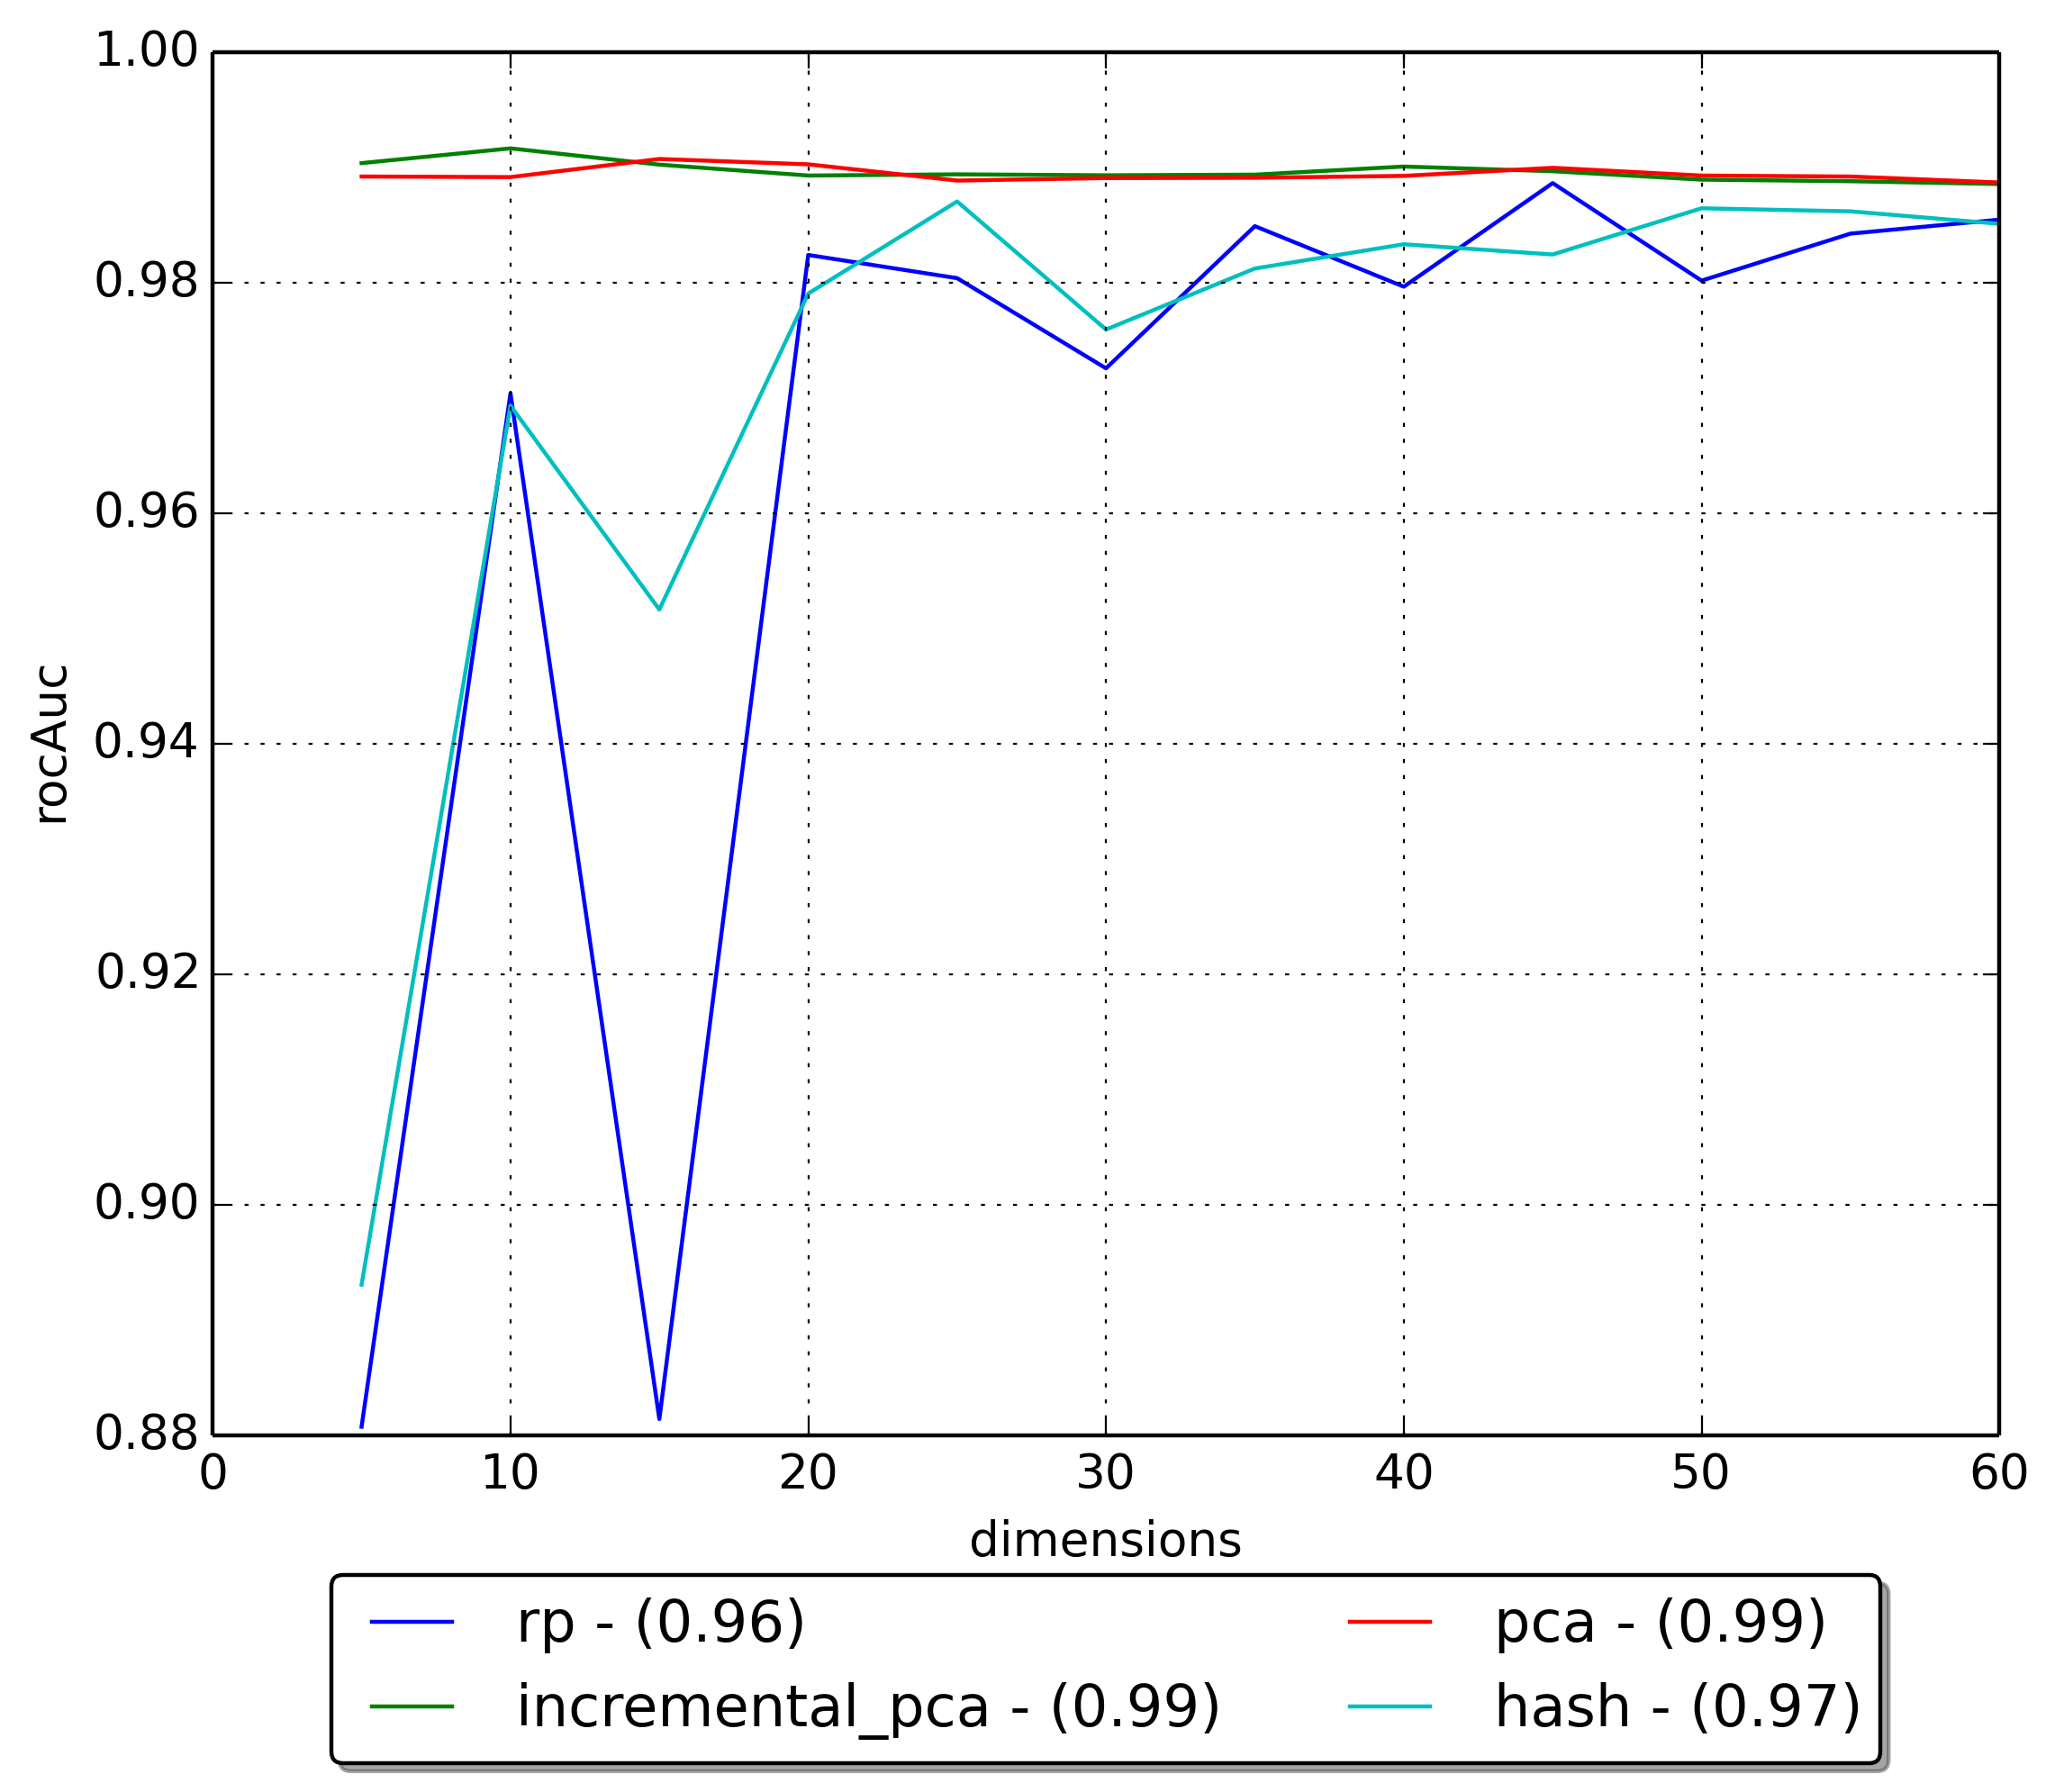 1.00
0.98
0.96
0.94
0.92
0.90
0.88
rocAuc
0 10 20 30 40 50 60
dimensions
rp - (0.96) pca - (0.99)
incremental_pca - (0.99) hash - (0.97)